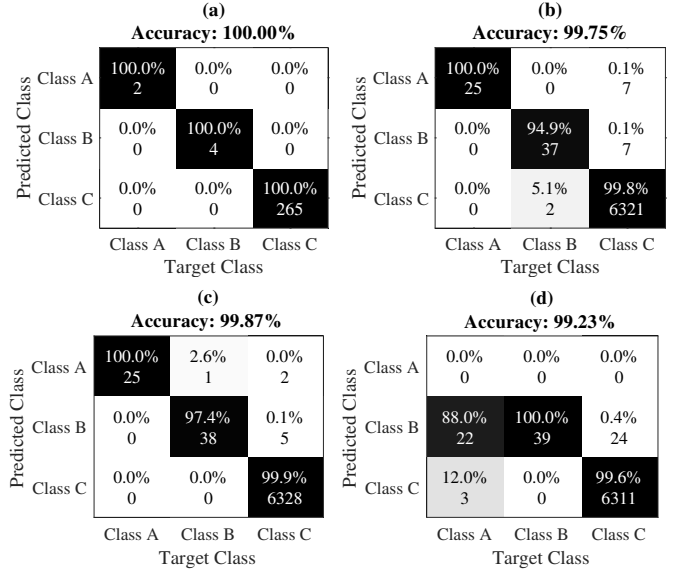 (a)
Accuracy: 100.00%
Predicted Class
Class A
100.0% 0.0% 0.0%
2 0 0
Class B
0.0% 100.0% 0.0%
0 4 0
Class C
0.0% 0.0% 100.0%
0 0 265
Class A Class B Class C
Target Class
(b)
Accuracy: 99.75%
Predicted Class
Class A
100.0% 0.0% 0.1%
25 0 7
Class B
0.0% 94.9% 0.1%
0 37 7
Class C
0.0% 5.1% 99.8%
0 2 6321
Class A Class B Class C
Target Class
(c)
Accuracy: 99.87%
Predicted Class
Class A
100.0% 2.6% 0.0%
25 1 2
Class B
0.0% 97.4% 0.1%
0 38 5
Class C
0.0% 0.0% 99.9%
0 0 6328
Class A Class B Class C
Target Class
(d)
Accuracy: 99.23%
Predicted Class
Class A
0.0% 0.0% 0.0%
0 0 0
Class B
88.0% 100.0% 0.4%
22 39 24
Class C
12.0% 0.0% 99.6%
3 0 6311
Class A Class B Class C
Target Class